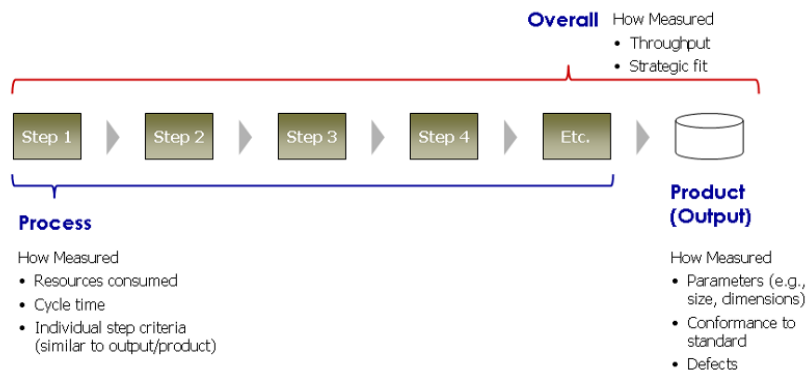 Overall
How Measured
• Throughput
• Strategic fit
Step 1
Step 2
Step 3
Step 4
Etc.
Process
How Measured
• Resources consumed
• Cycle time
• Individual step criteria
(similar to output/product)
Product
(Output)
How Measured
• Parameters (e.g.,
size, dimensions)
• Conformance to
standard
• Defects